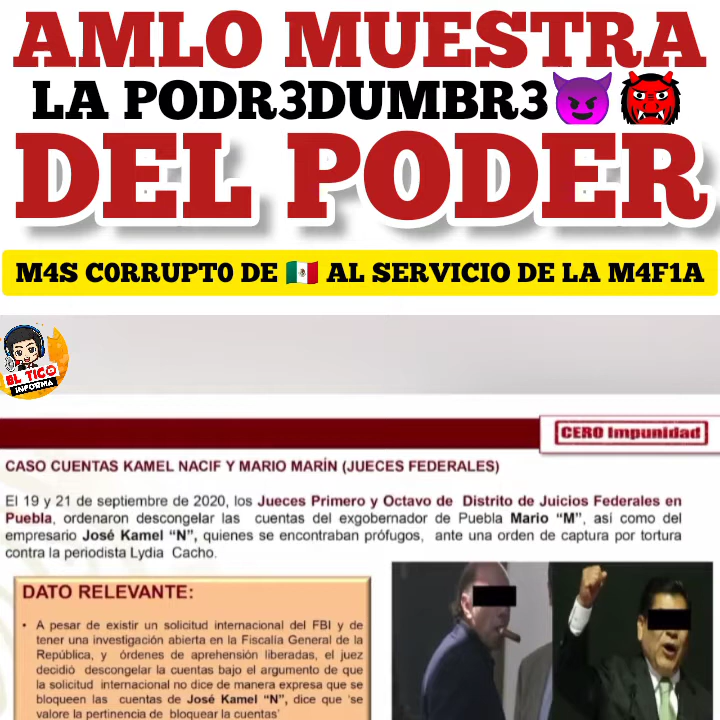 AMLO MUESTRA
LA PODR3DUMBR3
DEL PODER
M4S C0RRUPT0 DE AL SERVICIO DE LA M4F1A
EL TICO
INFORMA
CERO Impunidad
CASO CUENTAS KAMEL NACIF Y MARIO MARÍN (JUECES FEDERALES)
El 19 y 21 de septiembre de 2020, los Jueces Primero y Octavo de Distrito de Juicios Federales en
Puebla, ordenaron descongelar las cuentas del exgobernador de Puebla Mario “M”, así como del
empresario José Kamel “N”, quienes se encontraban prófugos, ante una orden de captura por tortura
contra la periodista Lydia Cacho.
DATO RELEVANTE:
• A pesar de existir un solicitud internacional del FBI y de
tener una investigación abierta en la Fiscalía General de la
República, y órdenes de aprehensión liberadas, el juez
decidió descongelar la cuentas bajo el argumento de que
la solicitud internacional no dice de manera expresa que se
bloqueen las cuentas de José Kamel “N”, dice que ‘se
valore la pertinencia de bloquear la cuentas’